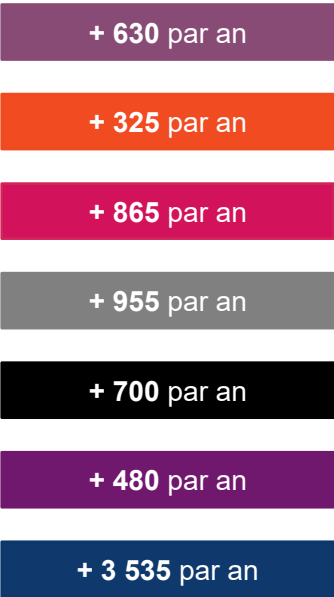 + 630 par an
+ 325 par an
+ 865 par an
+ 955 par an
+ 700 par an
+ 480 par an
+ 3 535 par an